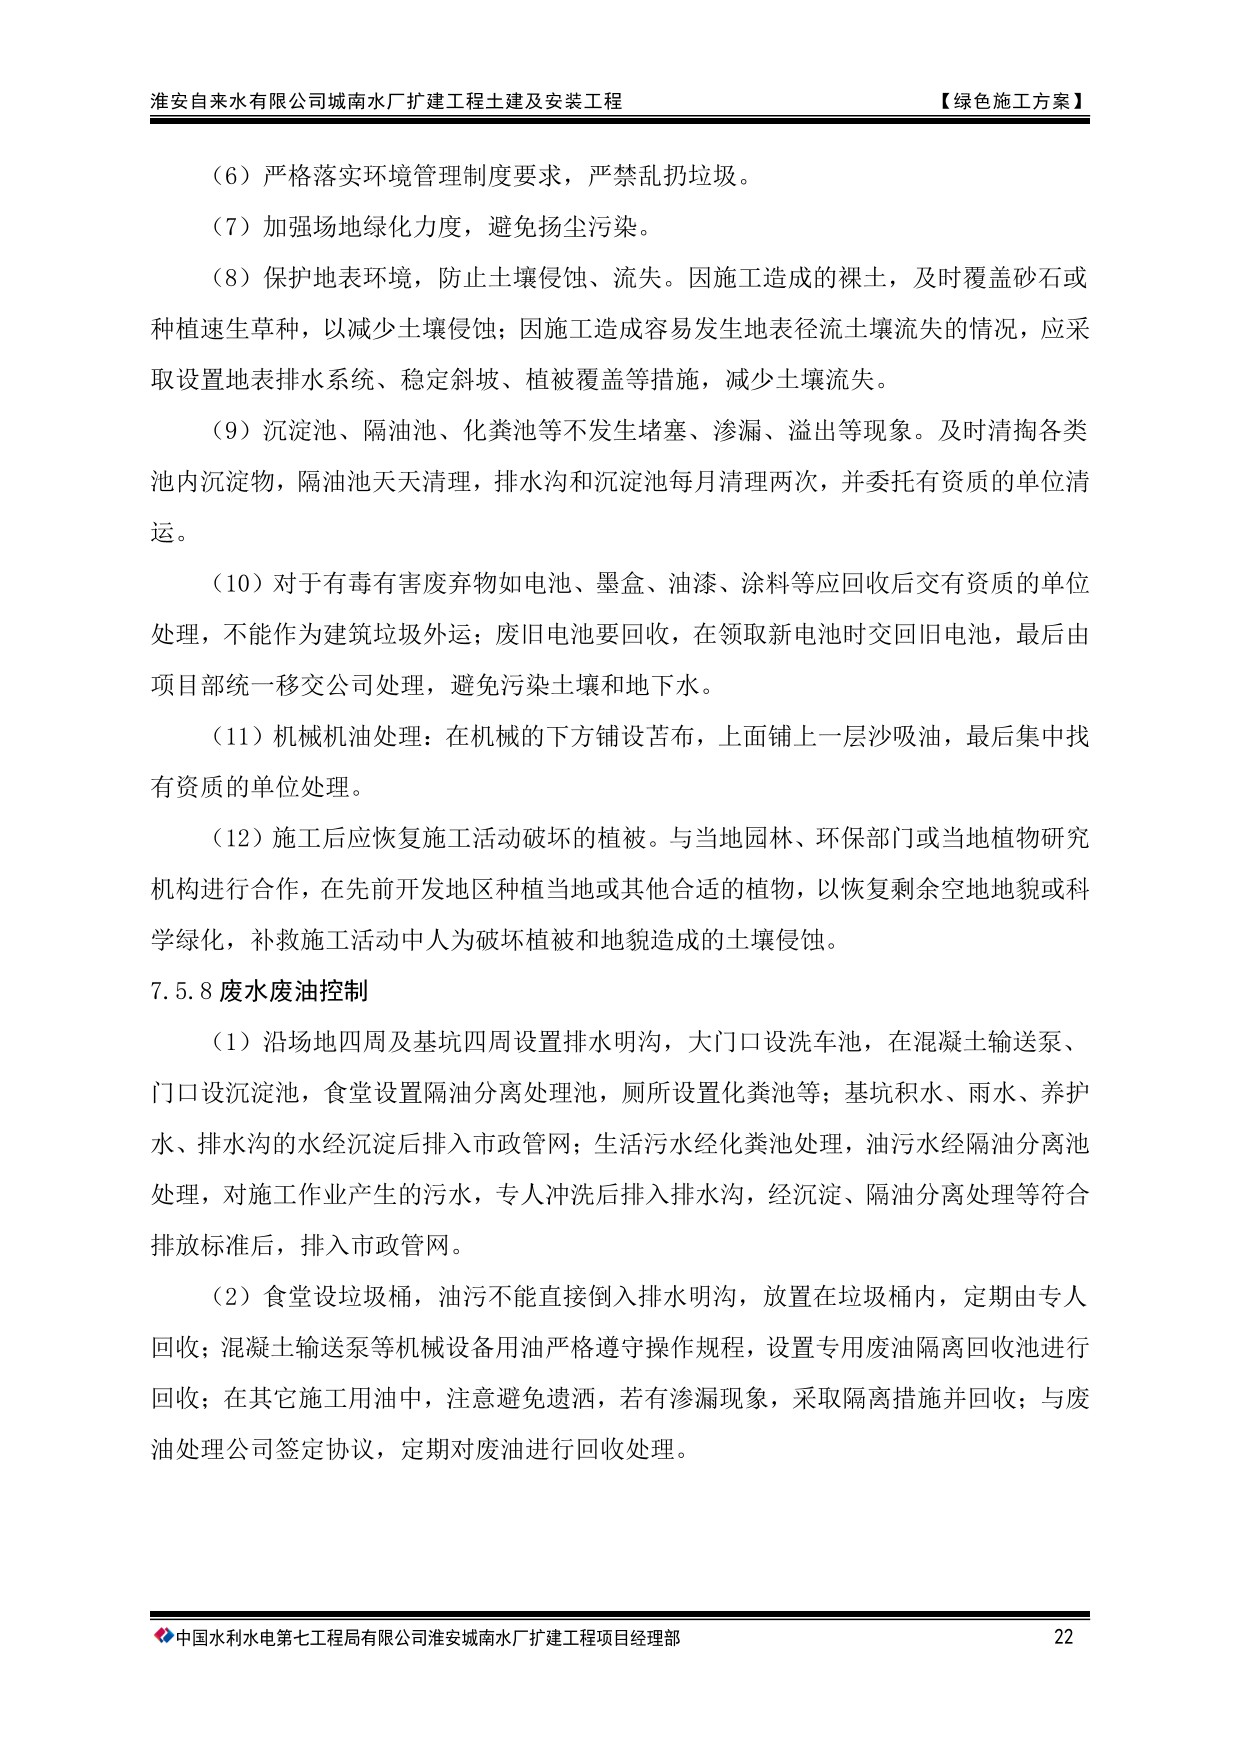 淮安自来水有限公司城南水厂扩建工程土建及安装工程 【绿色施工方案】
（6）严格落实环境管理制度要求，严禁乱扔垃圾。
（7）加强场地绿化力度，避免扬尘污染。
（8）保护地表环境，防止土壤侵蚀、流失。因施工造成的裸土，及时覆盖砂石或
种植速生草种，以减少土壤侵蚀；因施工造成容易发生地表径流土壤流失的情况，应采
取设置地表排水系统、稳定斜坡、植被覆盖等措施，减少土壤流失。
（9）沉淀池、隔油池、化粪池等不发生堵塞、渗漏、溢出等现象。及时清掏各类
池内沉淀物，隔油池天天清理，排水沟和沉淀池每月清理两次，并委托有资质的单位清
运。
（10）对于有毒有害废弃物如电池、墨盒、油漆、涂料等应回收后交有资质的单位
处理，不能作为建筑垃圾外运；废旧电池要回收，在领取新电池时交回旧电池，最后由
项目部统一移交公司处理，避免污染土壤和地下水。
（11）机械机油处理：在机械的下方铺设苫布，上面铺上一层沙吸油，最后集中找
有资质的单位处理。
（12）施工后应恢复施工活动破坏的植被。与当地园林、环保部门或当地植物研究
机构进行合作，在先前开发地区种植当地或其他合适的植物，以恢复剩余空地地貌或科
学绿化，补救施工活动中人为破坏植被和地貌造成的土壤侵蚀。
7.5.8 废水废油控制
（1）沿场地四周及基坑四周设置排水明沟，大门口设洗车池，在混凝土输送泵、
门口设沉淀池，食堂设置隔油分离处理池，厕所设置化粪池等；基坑积水、雨水、养护
水、排水沟的水经沉淀后排入市政管网；生活污水经化粪池处理，油污水经隔油分离池
处理，对施工作业产生的污水，专人冲洗后排入排水沟，经沉淀、隔油分离处理等符合
排放标准后，排入市政管网。
（2）食堂设垃圾桶，油污不能直接倒入排水明沟，放置在垃圾桶内，定期由专人
回收；混凝土输送泵等机械设备用油严格遵守操作规程，设置专用废油隔离回收池进行
回收；在其它施工用油中，注意避免遗洒，若有渗漏现象，采取隔离措施并回收；与废
油处理公司签定协议，定期对废油进行回收处理。
中国水利水电第七工程局有限公司淮安城南水厂扩建工程项目经理部 22